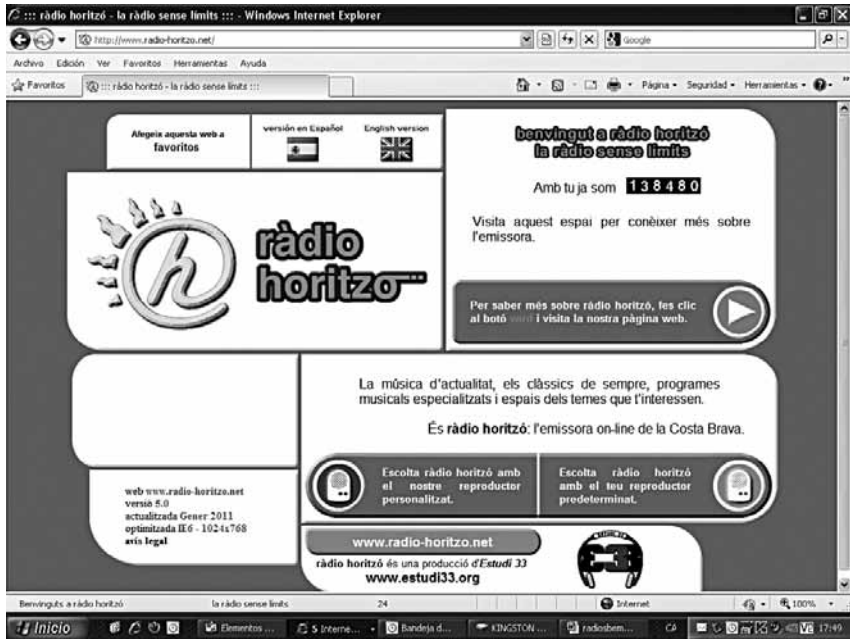 ::: ràdio horitzó - la ràdio sense límits ::: - Windows Internet Explorer
http://www.radio-horitzo.net/
Google
Archivo Edición Ver Favoritos Herramientas Ayuda
Favoritos
::: ràdio horitzó - la ràdio sense límits :::
Página
Seguridad
Herramientas
Afegeix aquesta web a
favoritos
versión en Español
English version
benvingut a ràdio horitzó
la ràdio sense límits
Amb tu ja som 138480
Visita aquest espai per conèixer més sobre
l'emissora.
ràdio
horitzo
Per saber més sobre ràdio horitzó, fes clic
al botó verd i visita la nostra pàgina web.
La música d'actualitat, els clàssics de sempre, programes
musicals especialitzats i espais dels temes que t'interessen.
És ràdio horitzó: l'emissora on-line de la Costa Brava.
Escolta ràdio horitzó amb
el nostre reproductor
personalitzat.
Escolta ràdio horitzó
amb el teu reproductor
predeterminat.
web www.radio-horitzo.net
versió 5.0
actualitzada Gener 2011
optimitzada IE6 - 1024x768
avís legal
www.radio-horitzo.net
ràdio horitzó és una producció d'Estudi 33
www.estudi33.org
Benvinguts a ràdio horitzó
la ràdio sense límits
24
Internet
100%
Inicio
Elementos ...
5 Interne...
Bandeja d...
KINGSTON ...
radiosbem...
CA
17:49